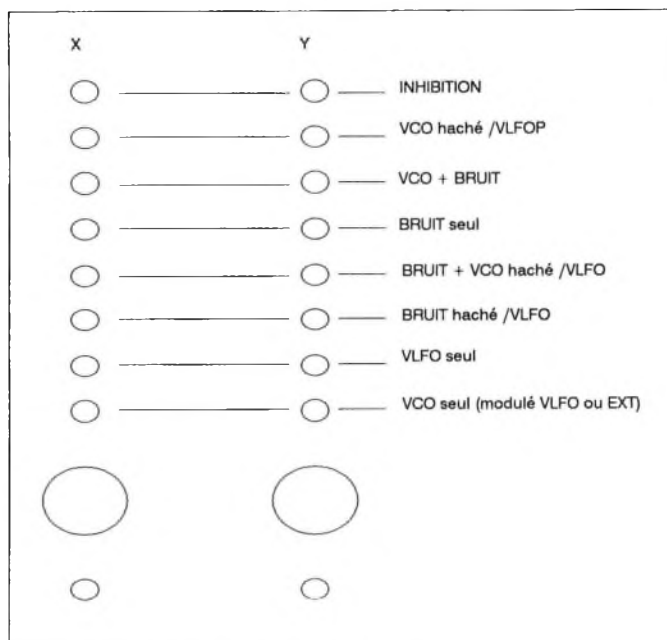 X Y
INHIBITION
VCO haché /VLFOP
VCO + BRUIT
BRUIT seul
BRUIT + VCO haché /VLFO
BRUIT haché /VLFO
VLFO seul
VCO seul (modulé VLFO ou EXT)